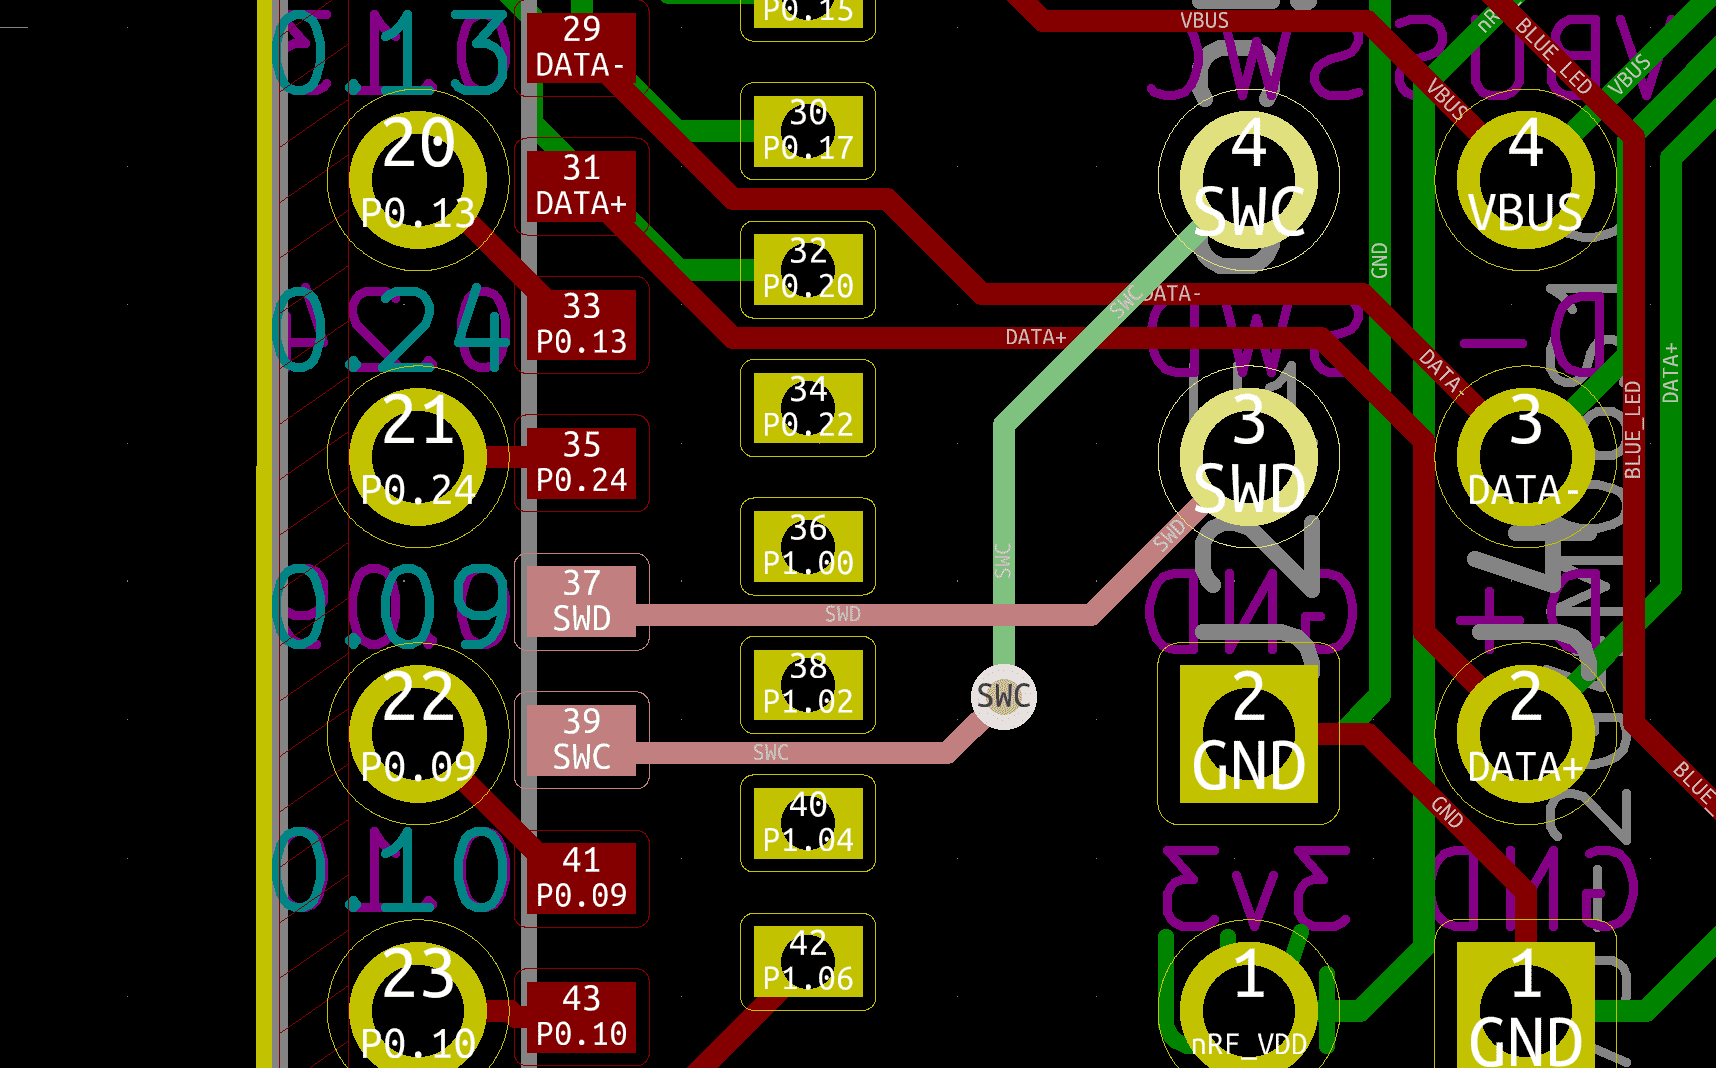 P0.15
VBUS
nR
BLUE_LED
VBUS
VBUS
0.13
29
DATA-
VBUS
SWC
30
P0.17
20
P0.13
31
DATA+
4
SWC
4
VBUS
32
P0.20
GND
SWC
DATA-
DATA+
SWD
D-
0.24
33
P0.13
DATA-
DATA+
BLUE_LED
34
P0.22
21
P0.24
35
P0.24
3
SWD
3
DATA-
36
P1.00
SWC
SWD
0.09
37
SWD
SWD
GND
D+
38
P1.02
SWC
22
P0.09
39
SWC
SWC
2
GND
2
DATA+
BLUE_
GND
40
P1.04
0.10
41
P0.09
3v3
GND
42
P1.06
23
P0.10
43
P0.10
1
nRF_VDD
1
GND